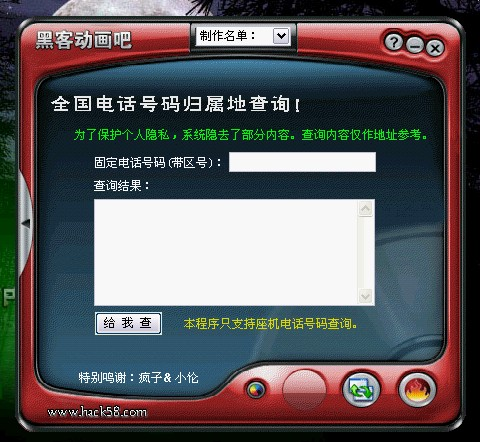 黑客动画吧
制作名单：
全国电话号码归属地查询!
为了保护个人隐私，系统隐去了部分内容。查询内容仅作地址参考。
固定电话号码(带区号)：
查询结果：
给 我 查
本程序只支持座机电话号码查询。
特别鸣谢：疯子& 小伦
www.hack58.com